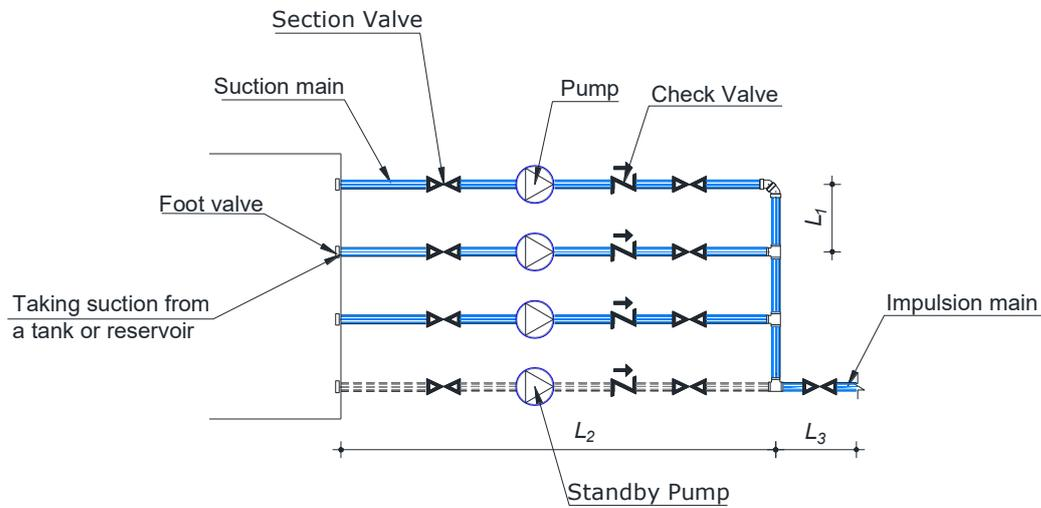 Section Valve
Suction main
Pump
Check Valve
Foot valve
L1
Taking suction from
a tank or reservoir
Impulsion main
L2
L3
Standby Pump